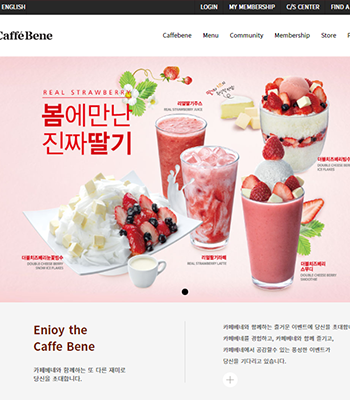 ENGLISH LOGIN MY MEMBERSHIP C/S CENTER FIND A
Caffé Bene Caffebene Menu Community Membership Store
REAL STRAWBERRY
봄에만난
진짜딸기
리얼딸기주스
REAL STRAWBERRY JUICE
더블치즈베리빙수
DOUBLE CHEESE BERRY
ICE FLAKES
더블치즈베리눈꽃빙수
DOUBLE CHEESE BERRY
SNOW ICE FLAKES
리얼딸기라떼
REAL STRAWBERRY LATTE
더블치즈베리
스무디
DOUBLE CHEESE BERRY
SMOOTHIE
Enjoy the
Caffe Bene
카페베네와 함께하는 또 다른 재미로
당신을 초대합니다.
카페베네와 함께하는 즐거운 이벤트에 당신을 초대합
카페베네를 경험하고, 카페베네와 함께 즐기고,
카페베네에서 공감할수 있는 풍성한 이벤트가
당신을 기다리고 있습니다.